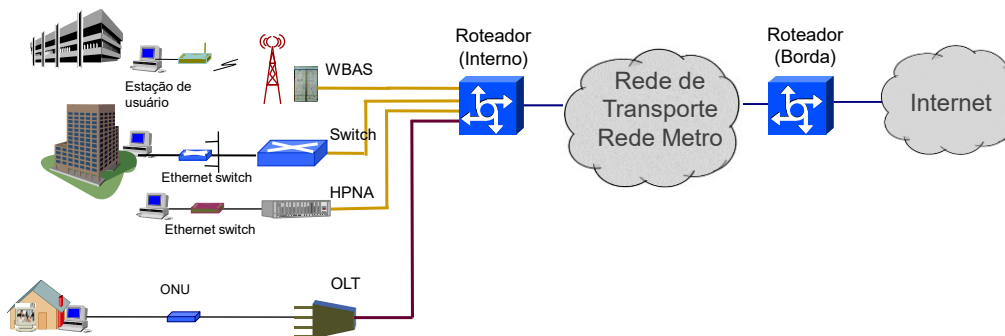 Estação de
usuário
WBAS
Switch
Ethernet switch
HPNA
Ethernet switch
ONU
OLT
Roteador
(Interno)
Rede de
Transporte
Rede Metro
Roteador
(Borda)
Internet